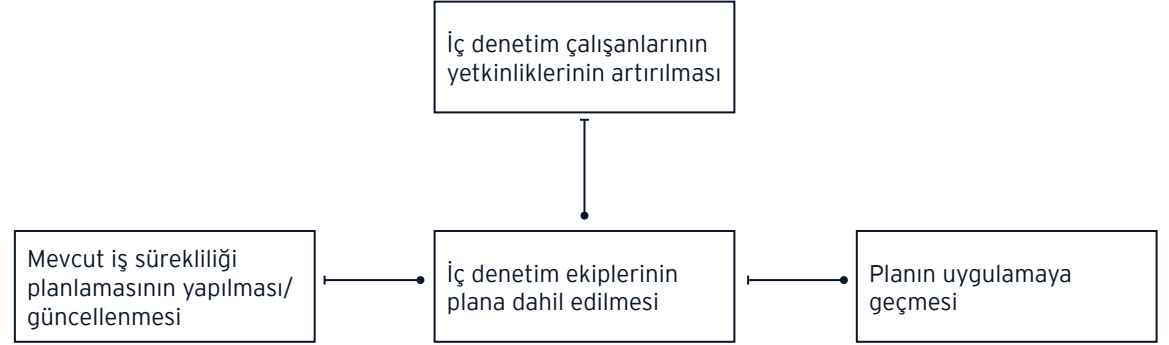 İç denetim çalışanlarının
yetkinliklerinin artırılması
Mevcut iş sürekliliği
planlamasının yapılması/
güncellenmesi
İç denetim ekiplerinin
plana dahil edilmesi
Planın uygulamaya
geçmesi